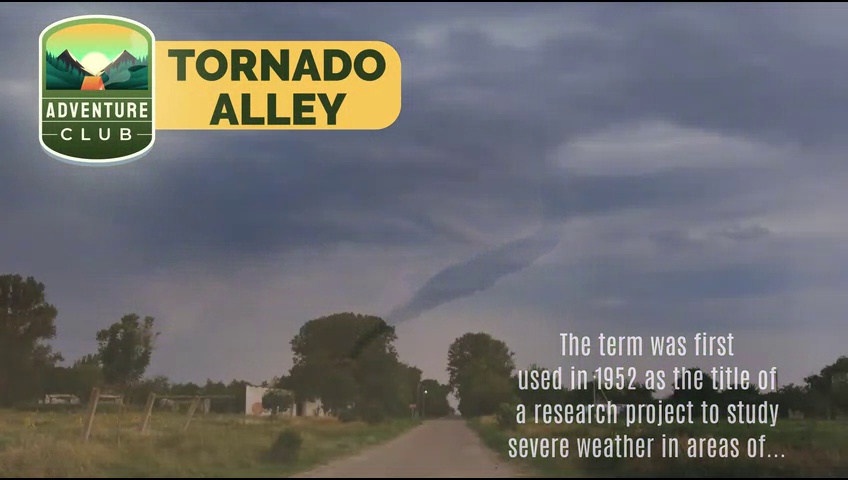 ADVENTURE
CLUB
TORNADO
ALLEY
The term was first
used in 1952 as the title of
a research project to study
severe weather in areas of...